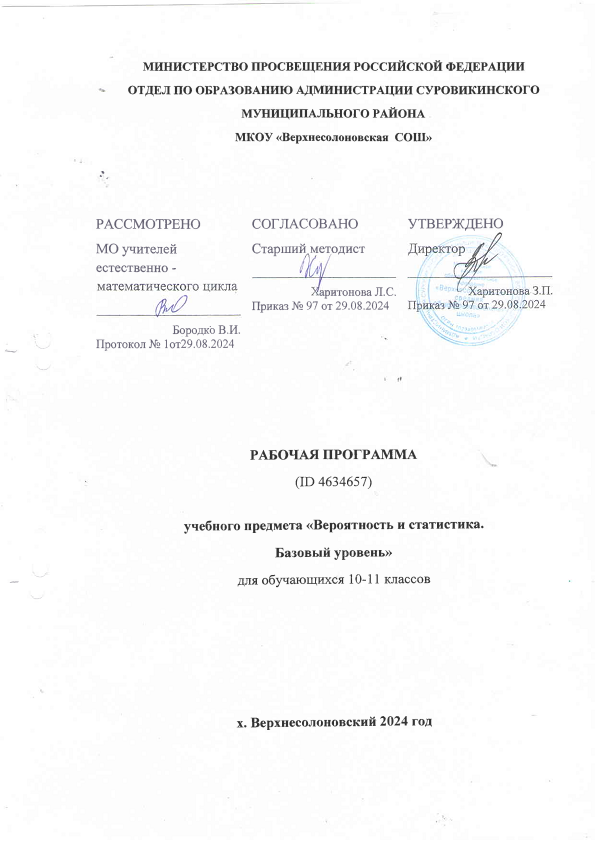 МИНИСТЕРСТВО ПРОСВЕЩЕНИЯ РОССИЙСКОЙ ФЕДЕРАЦИИ
ОТДЕЛ ПО ОБРАЗОВАНИЮ АДМИНИСТРАЦИИ СУРОВИКИНСКОГО
МУНИЦИПАЛЬНОГО РАЙОНА
МКОУ «Верхнесолоновская СОШ»
РАССМОТРЕНО
МО учителей
естественно -
математического цикла
Бородко В.И.
Протокол № 1от29.08.2024
СОГЛАСОВАНО
Старший методист
Харитонова Л.С.
Приказ № 97 от 29.08.2024
УТВЕРЖДЕНО
Директор
Харитонова З.П.
Приказ № 97 от 29.08.2024
РАБОЧАЯ ПРОГРАММА
(ID 4634657)
учебного предмета «Вероятность и статистика.
Базовый уровень»
для обучающихся 10-11 классов
х. Верхнесолоновский 2024 год